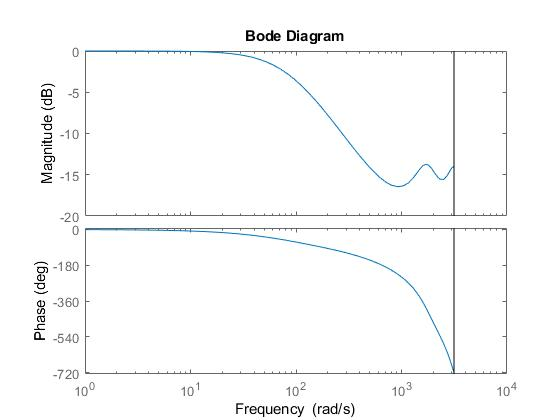 Bode Diagram
Magnitude (dB)
0
-5
-10
-15
-20
Phase (deg)
0
-180
-360
-540
-720
10^0 10^1 10^2 10^3 10^4
Frequency (rad/s)